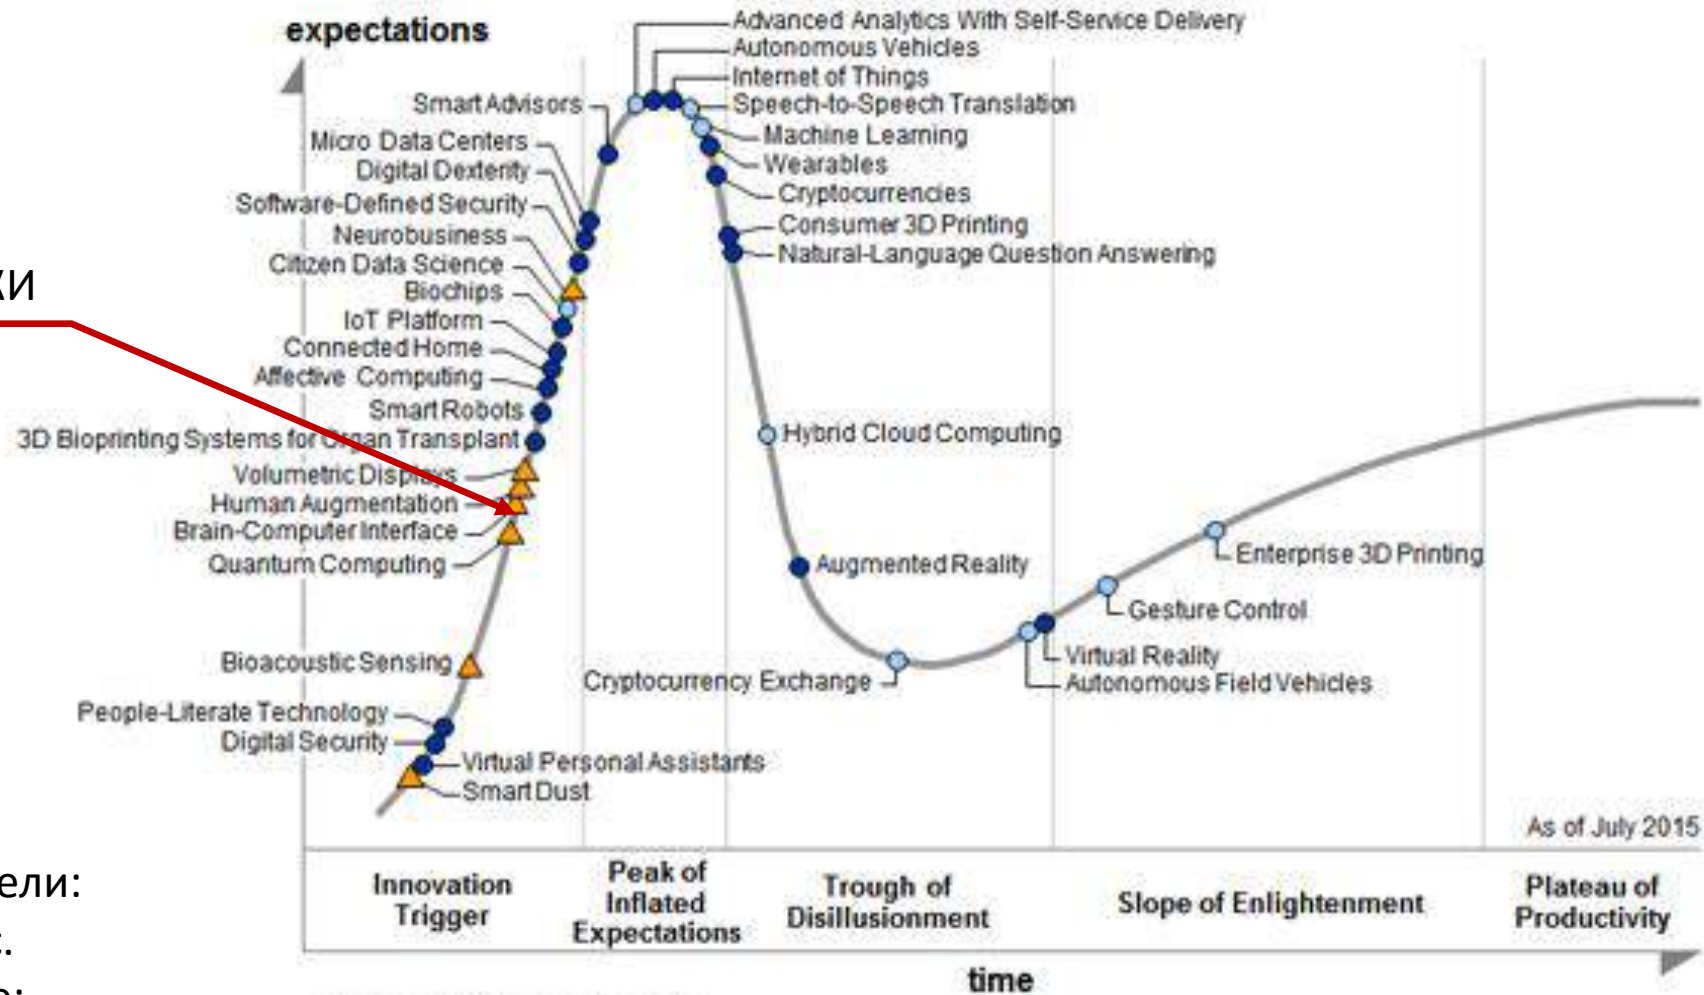 expectations
Advanced Analytics With Self-Service Delivery
Autonomous Vehicles
Internet of Things
Speech-to-Speech Translation
Machine Learning
Wearables
Cryptocurrencies
Consumer 3D Printing
Natural-Language Question Answering
Smart Advisors
Micro Data Centers
Digital Dexterity
Software-Defined Security
Neurobusiness
Citizen Data Science
Biochips
IoT Platform
Connected Home
Affective Computing
Smart Robots
3D Bioprinting Systems for Organ Transplant
Volumetric Displays
Human Augmentation
Brain-Computer Interface
Quantum Computing
Bioacoustic Sensing
People-Literate Technology
Digital Security
Virtual Personal Assistants
Smart Dust
Hybrid Cloud Computing
Augmented Reality
Cryptocurrency Exchange
Virtual Reality
Autonomous Field Vehicles
Gesture Control
Enterprise 3D Printing
As of July 2015
Innovation
Trigger
Peak of
Inflated
Expectations
Trough of
Disillusionment
Slope of Enlightenment
Plateau of
Productivity
time